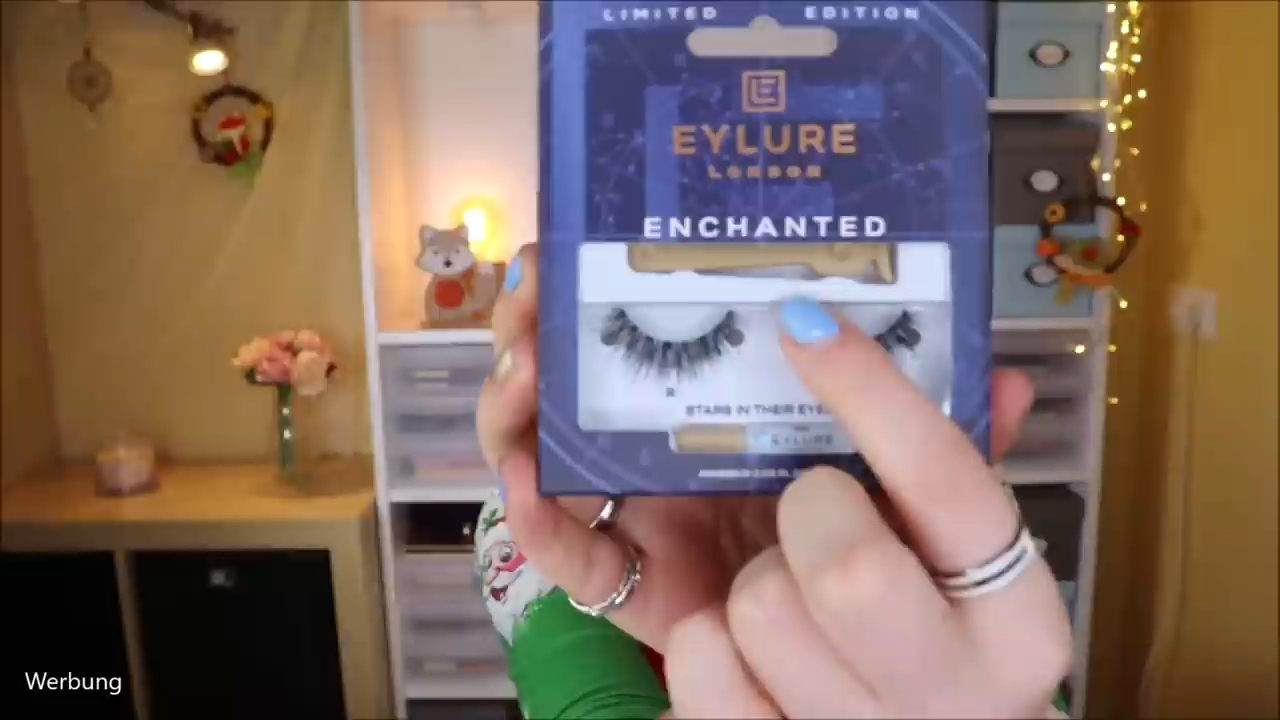 LIMITED EDITION
EYLURE
LONDON
ENCHANTED
R
STARS IN THEIR EYES
EYLURE
Werbung